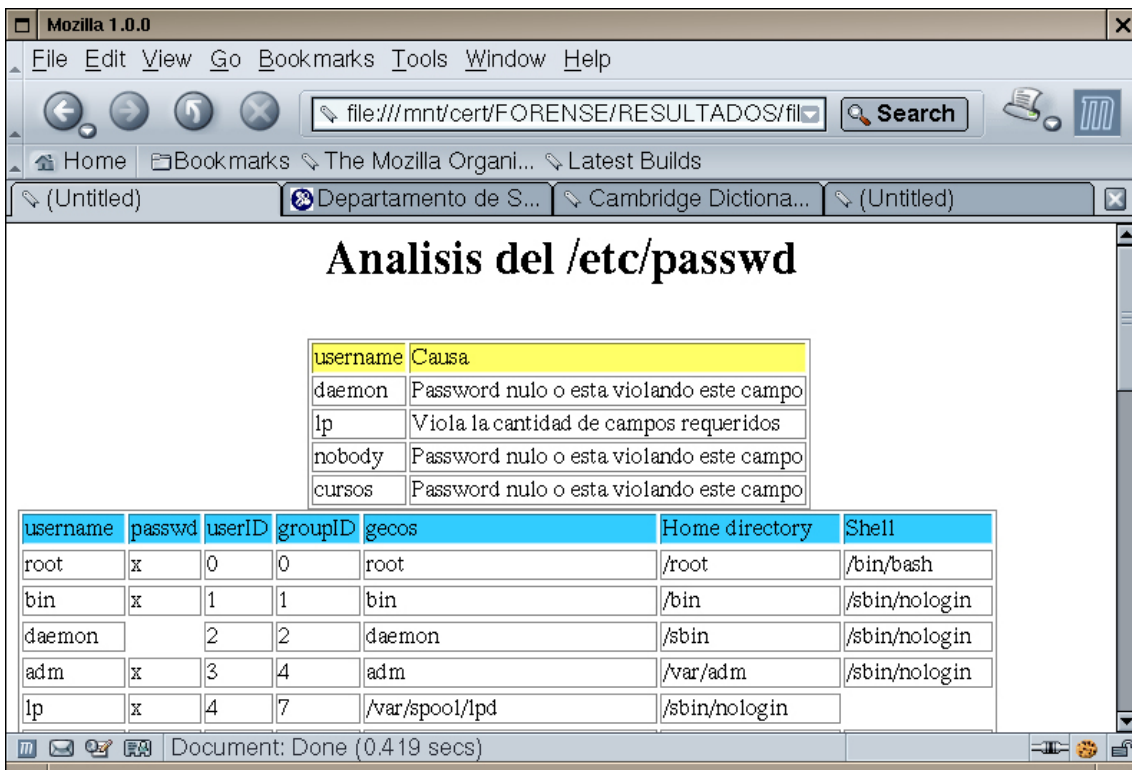 Mozilla 1.0.0
File Edit View Go Bookmarks Tools Window Help
file:///mnt/cert/FORENSE/RESULTADOS/fil Search
Home Bookmarks The Mozilla Organi... Latest Builds
(Untitled) Departamento de S... Cambridge Dictiona... (Untitled)
Analisis del /etc/passwd
username Causa
daemon Password nulo o esta violando este campo
lp Viola la cantidad de campos requeridos
nobody Password nulo o esta violando este campo
cursos Password nulo o esta violando este campo
username passwd userID groupID gecos Home directory Shell
root x 0 0 root /root /bin/bash
bin x 1 1 bin /bin /sbin/nologin
daemon 2 2 daemon /sbin /sbin/nologin
adm x 3 4 adm /var/adm /sbin/nologin
lp x 4 7 /var/spool/lpd /sbin/nologin
Document: Done (0.419 secs)